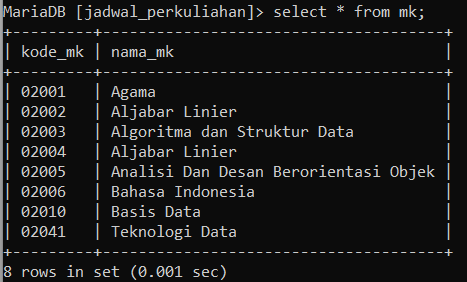 MariaDB [jadwal_perkuliahan]> select * from mk;
+---------+--------------------------------------+
| kode_mk | nama_mk                              |
+---------+--------------------------------------+
| 02001   | Agama                                |
| 02002   | Aljabar Linier                       |
| 02003   | Algoritma dan Struktur Data          |
| 02004   | Aljabar Linier                       |
| 02005   | Analisi Dan Desan Berorientasi Objek |
| 02006   | Bahasa Indonesia                     |
| 02010   | Basis Data                           |
| 02041   | Teknologi Data                       |
+---------+--------------------------------------+
8 rows in set (0.001 sec)